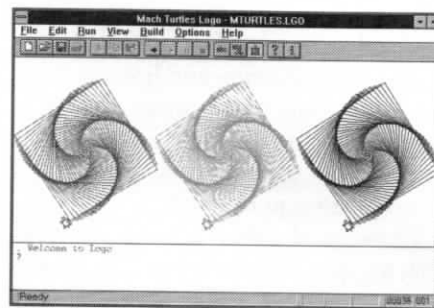 Mach Turtles Logo - MTURTLES.LGO
File Edit Run View Build Options Help
; Welcome to Logo
Ready